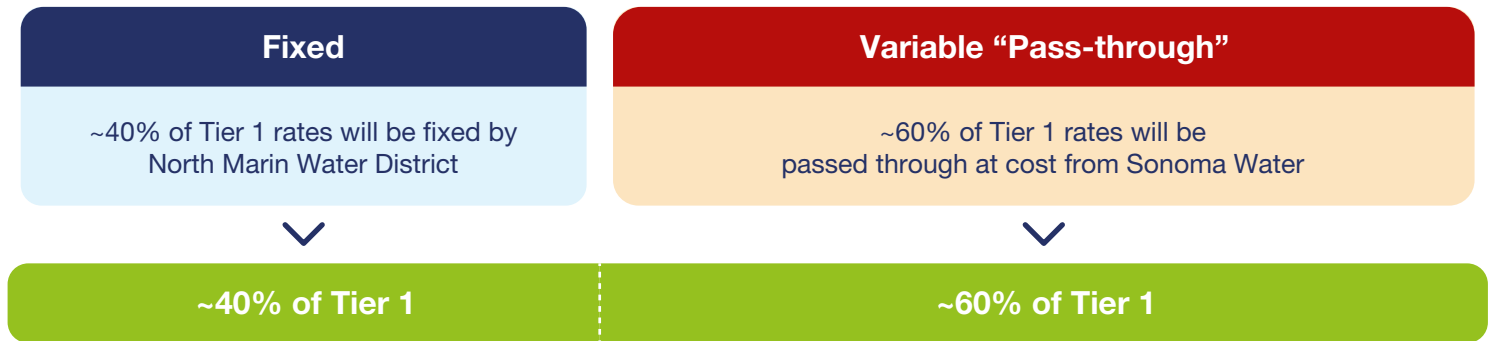 Fixed
~40% of Tier 1 rates will be fixed by
North Marin Water District
Variable “Pass-through”
~60% of Tier 1 rates will be
passed through at cost from Sonoma Water
~40% of Tier 1
~60% of Tier 1